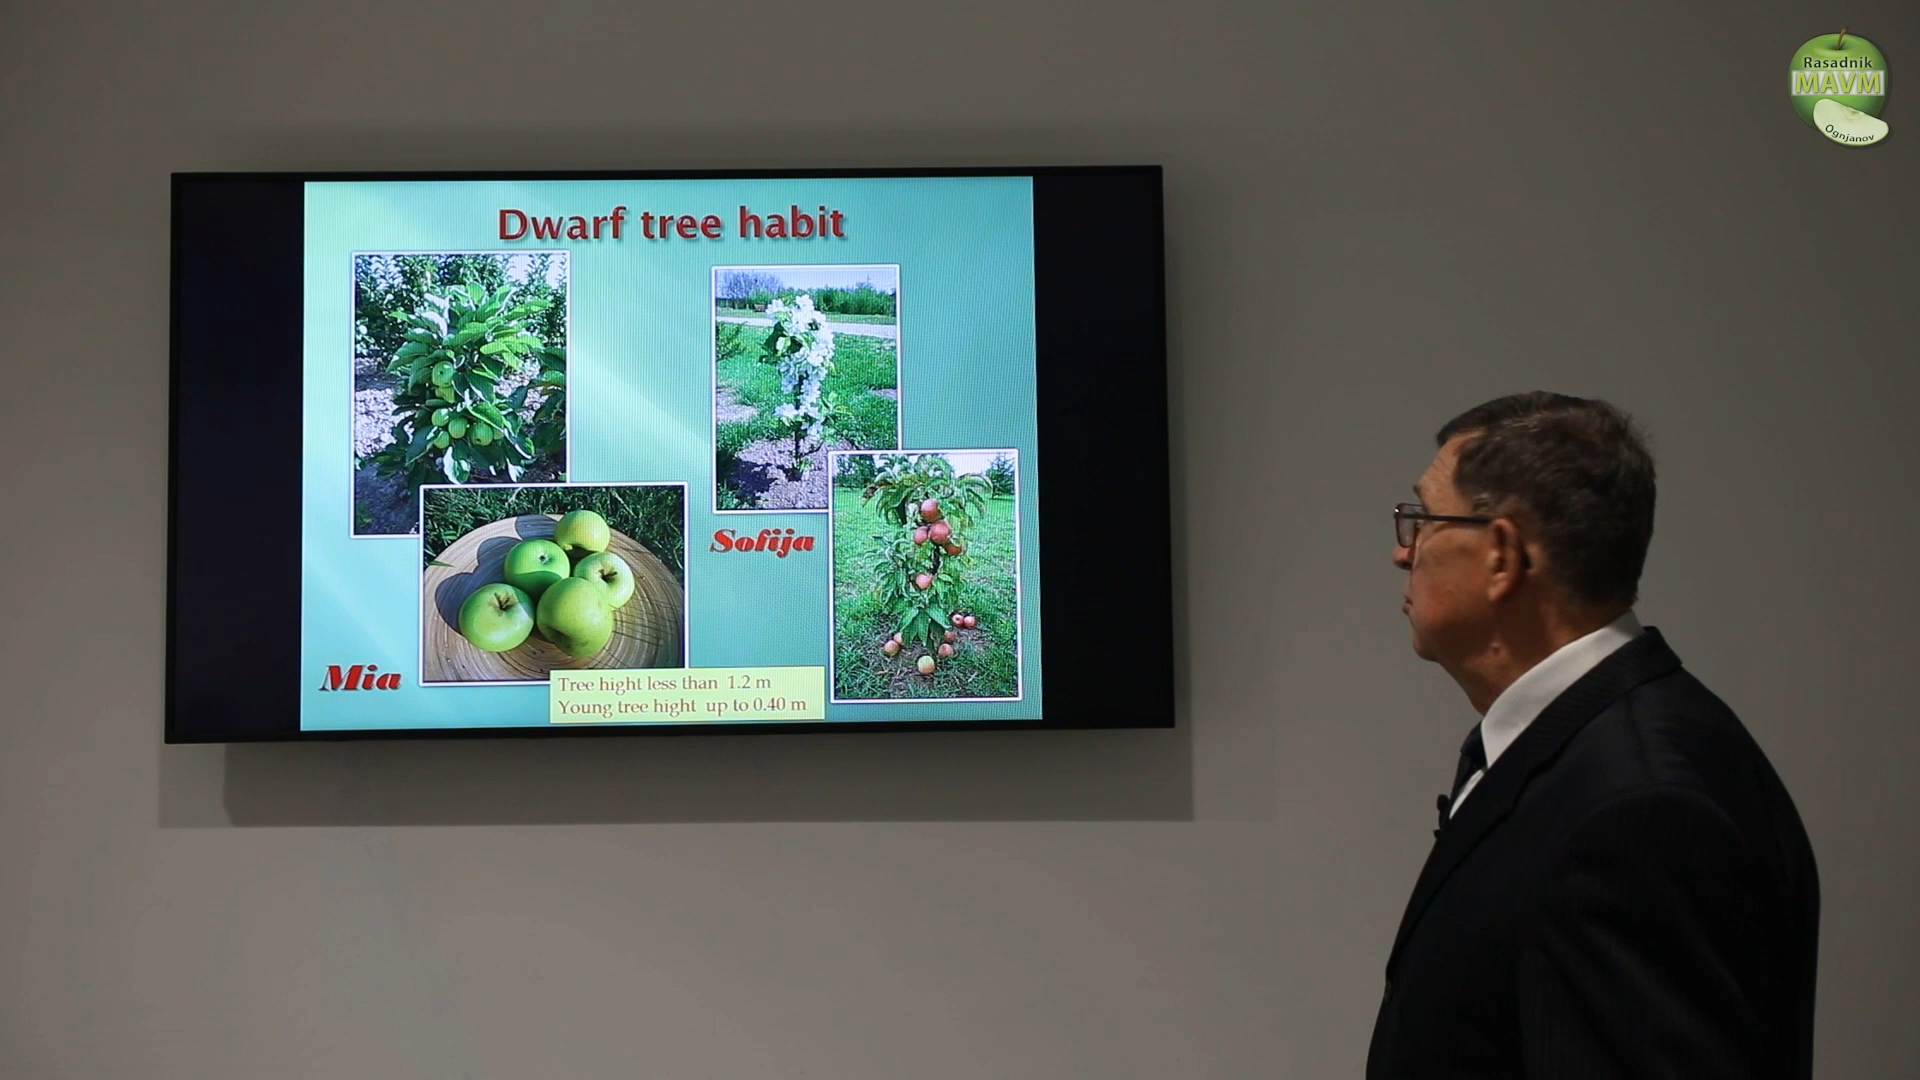 Rasadnik
MAVM
Ognjanov
Dwarf tree habit
Sofija
Mia
Tree hight less than 1.2 m
Young tree hight up to 0.40 m